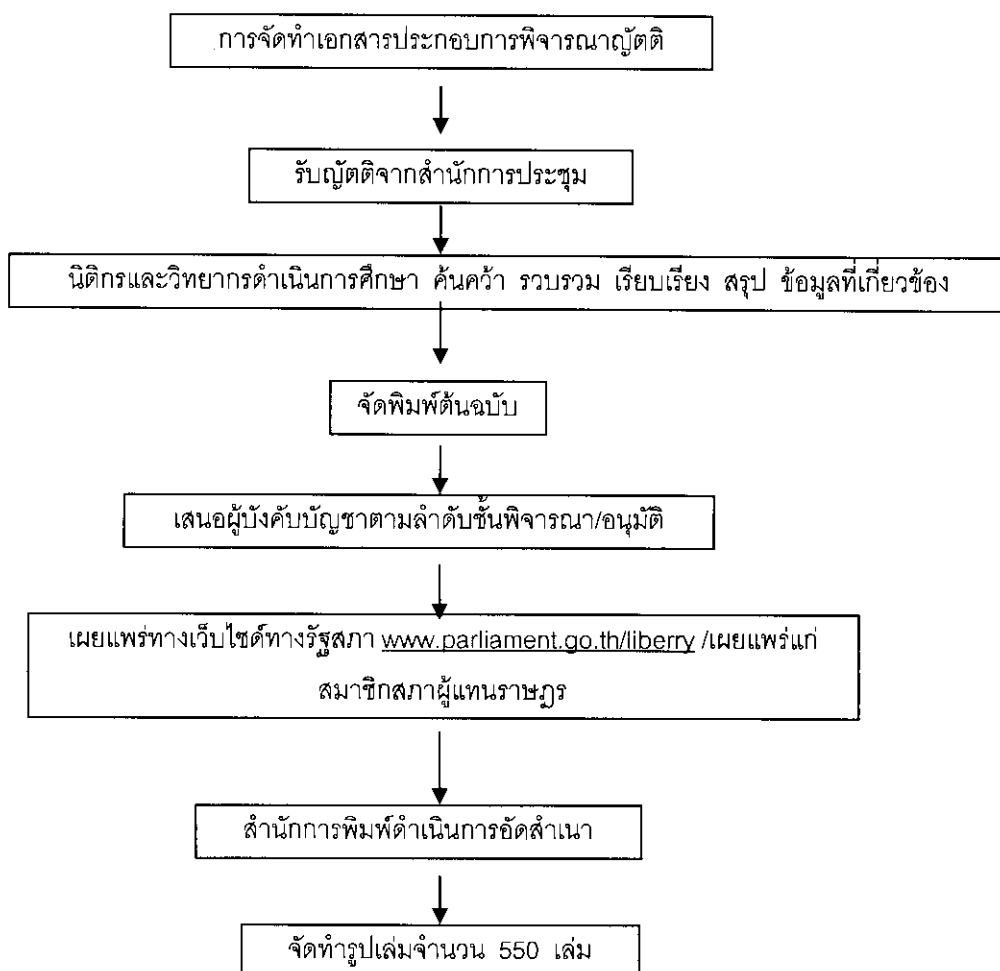 การจัดทำเอกสารประกอบการพิจารณาญัตติ
รับญัตติจากสำนักการประชุม
นิติกรและวิทยากรดำเนินการศึกษา ค้นคว้า รวบรวม เรียบเรียง สรุป ข้อมูลที่เกี่ยวข้อง
จัดพิมพ์ต้นฉบับ
เสนอผู้บังคับบัญชาตามลำดับชั้นพิจารณา/อนุมัติ
เผยแพร่ทางเว็บไซด์ทางรัฐสภา www.parliament.go.th/liberry /เผยแพร่แก่
สมาชิกสภาผู้แทนราษฎร
สำนักการพิมพ์ดำเนินการอัดสำเนา
จัดทำรูปเล่มจำนวน 550 เล่ม